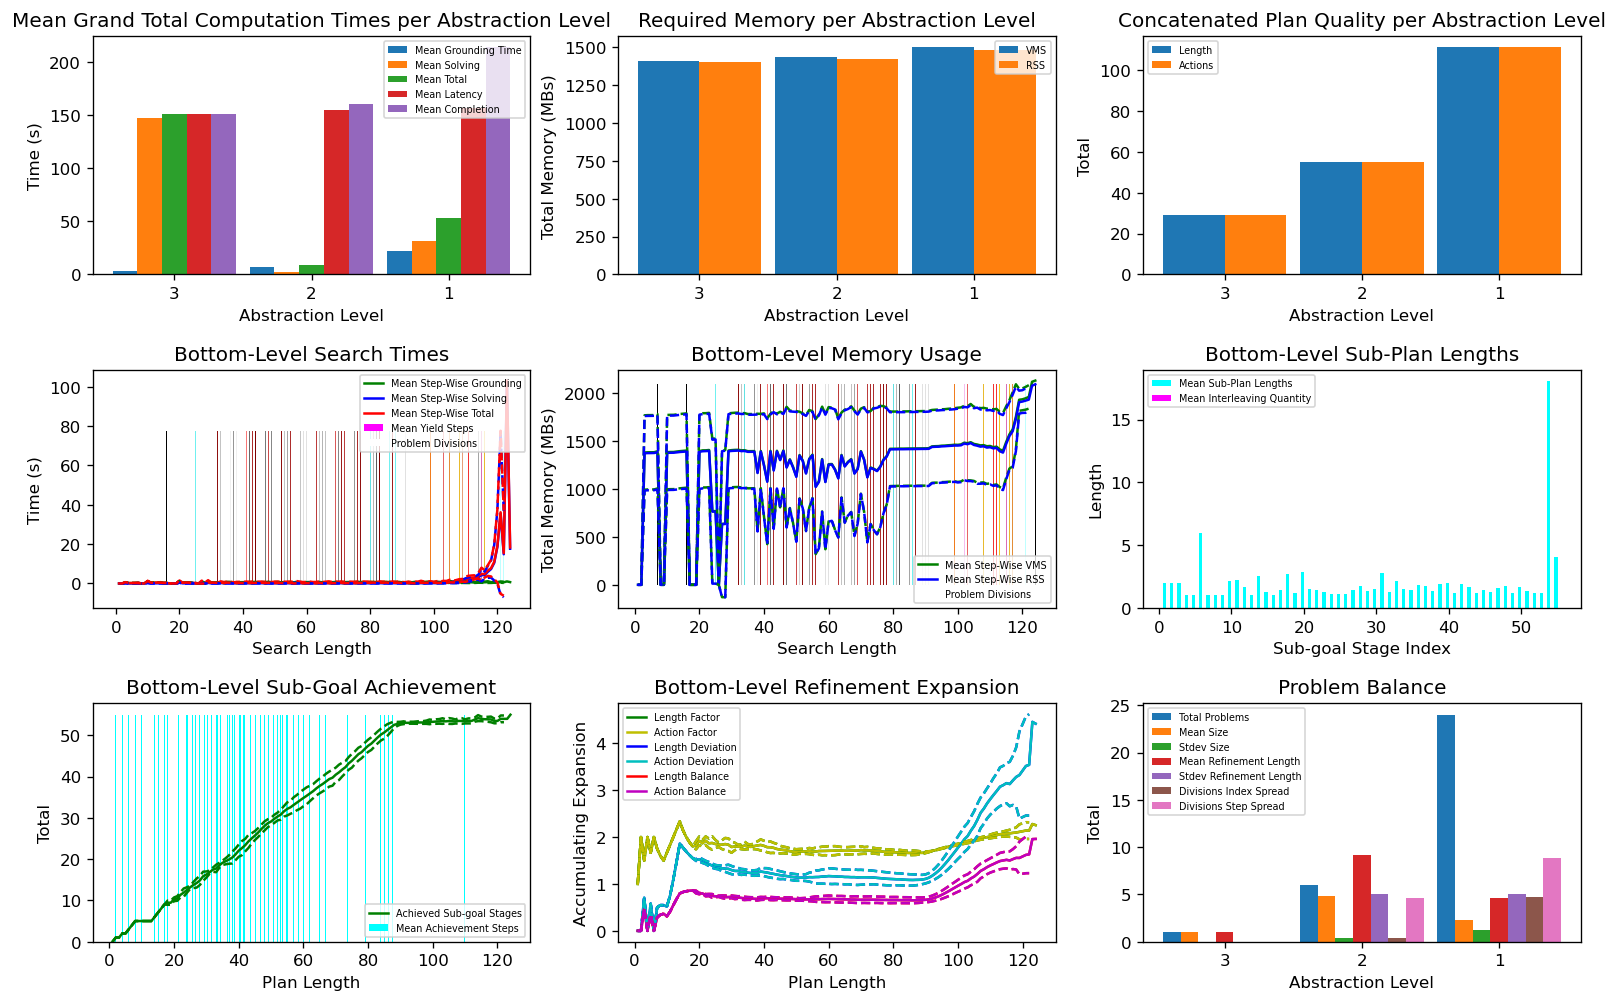 Mean Grand Total Computation Times per Abstraction Level
Time (s)
200
150
100
50
0
Mean Grounding Time
Mean Solving
Mean Total
Mean Latency
Mean Completion
3 2 1
Abstraction Level
Required Memory per Abstraction Level
Total Memory (MBs)
1500
1250
1000
750
500
250
0
VMS
RSS
3 2 1
Abstraction Level
Concatenated Plan Quality per Abstraction Level
Total
100
80
60
40
20
0
Length
Actions
3 2 1
Abstraction Level
Bottom-Level Search Times
Time (s)
100
80
60
40
20
0
Mean Step-Wise Grounding
Mean Step-Wise Solving
Mean Step-Wise Total
Mean Yield Steps
Problem Divisions
0 20 40 60 80 100 120
Search Length
Bottom-Level Memory Usage
Total Memory (MBs)
2000
1500
1000
500
0
Mean Step-Wise VMS
Mean Step-Wise RSS
Problem Divisions
0 20 40 60 80 100 120
Search Length
Bottom-Level Sub-Plan Lengths
Length
15
10
5
0
Mean Sub-Plan Lengths
Mean Interleaving Quantity
0 10 20 30 40 50
Sub-goal Stage Index
Bottom-Level Sub-Goal Achievement
Total
50
40
30
20
10
0
Achieved Sub-goal Stages
Mean Achievement Steps
0 20 40 60 80 100 120
Plan Length
Bottom-Level Refinement Expansion
Accumulating Expansion
4
3
2
1
0
Length Factor
Action Factor
Length Deviation
Action Deviation
Length Balance
Action Balance
0 20 40 60 80 100 120
Plan Length
Problem Balance
Total
25
20
15
10
5
0
Total Problems
Mean Size
Stdev Size
Mean Refinement Length
Stdev Refinement Length
Divisions Index Spread
Divisions Step Spread
3 2 1
Abstraction Level